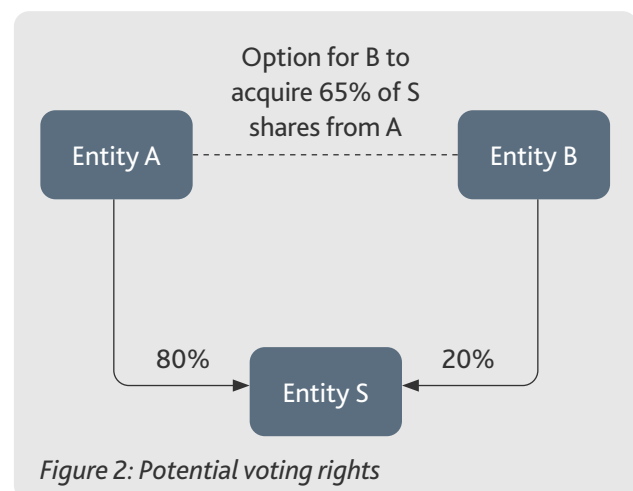 Option for B to
acquire 65% of S
shares from A
Entity A
Entity B
80%
20%
Entity S
Figure 2: Potential voting rights